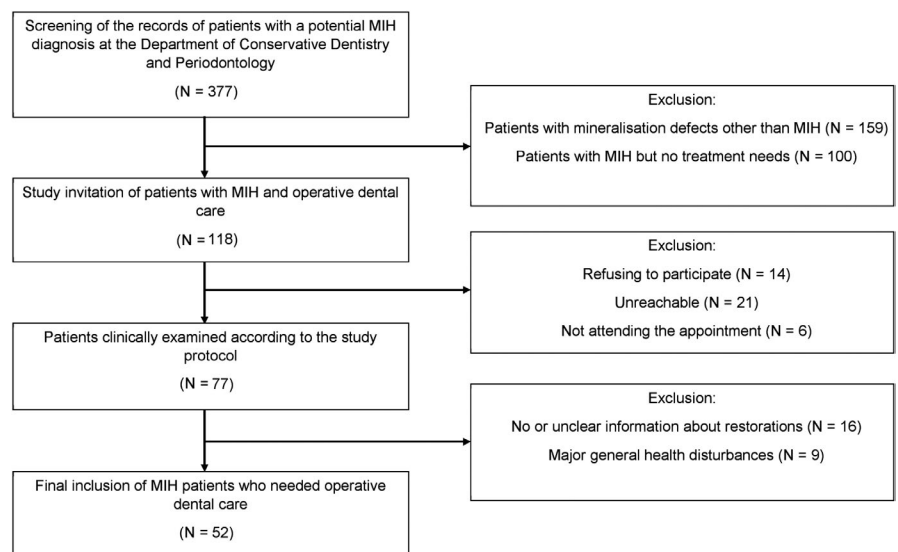 Screening of the records of patients with a potential MIH
diagnosis at the Department of Conservative Dentistry
and Periodontology
(N = 377)
Exclusion:
Patients with mineralisation defects other than MIH (N = 159)
Patients with MIH but no treatment needs (N = 100)
Study invitation of patients with MIH and operative dental
care
(N = 118)
Exclusion:
Refusing to participate (N = 14)
Unreachable (N = 21)
Not attending the appointment (N = 6)
Patients clinically examined according to the study
protocol
(N = 77)
Exclusion:
No or unclear information about restorations (N = 16)
Major general health disturbances (N = 9)
Final inclusion of MIH patients who needed operative
dental care
(N = 52)